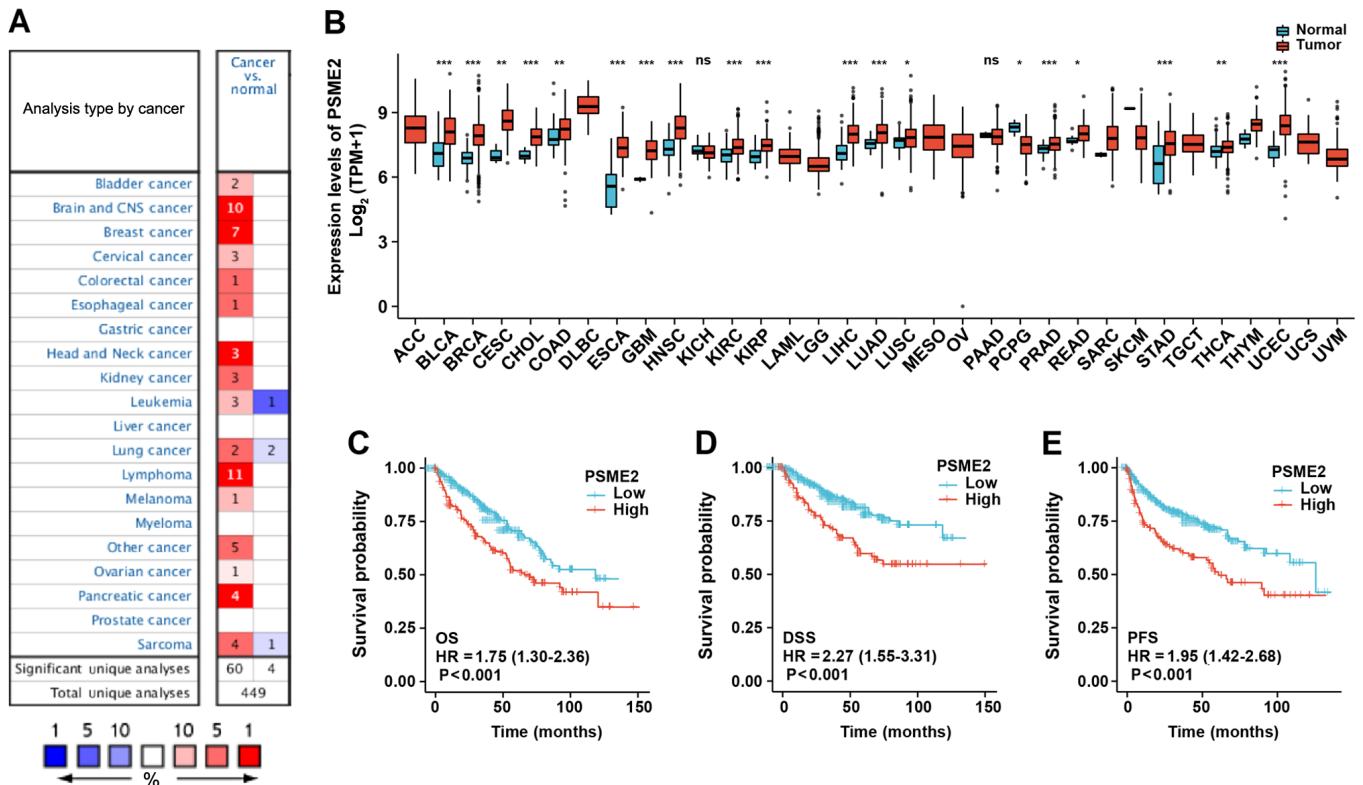 A
Analysis type by cancer
Cancer
vs.
normal
Bladder cancer 2
Brain and CNS cancer 10
Breast cancer 7
Cervical cancer 3
Colorectal cancer 1
Esophageal cancer 1
Gastric cancer
Head and Neck cancer 3
Kidney cancer 3
Leukemia 3 1
Liver cancer
Lung cancer 2 2
Lymphoma 11
Melanoma 1
Myeloma
Other cancer 5
Ovarian cancer 1
Pancreatic cancer 4
Prostate cancer
Sarcoma 4 1
Significant unique analyses 60 4
Total unique analyses 449
1 5 10 10 5 1
%
B
Normal
Tumor
Expression levels of PSME2
Log2 (TPM+1)
*** *** ** *** ** *** *** *** ns *** *** *** *** * ns * *** * *** ** ***
9
6
3
0
ACC BLCA BRCA CESC CHOL COAD DLBC ESCA GBM HNSC KICH KIRC KIRP LAML LGG LIHC LUAD LUSC MESO OV PAAD PCPG PRAD READ SARC SKCM STAD TGCT THCA THYM UCEC UCS UVM
C
Survival probability
1.00
0.75
0.50
0.25
0.00
PSME2
Low
High
OS
HR = 1.75 (1.30-2.36)
P<0.001
0 50 100 150
Time (months)
D
Survival probability
1.00
0.75
0.50
0.25
0.00
PSME2
Low
High
DSS
HR = 2.27 (1.55-3.31)
P<0.001
0 50 100 150
Time (months)
E
Survival probability
1.00
0.75
0.50
0.25
0.00
PSME2
Low
High
PFS
HR = 1.95 (1.42-2.68)
P<0.001
0 50 100
Time (months)